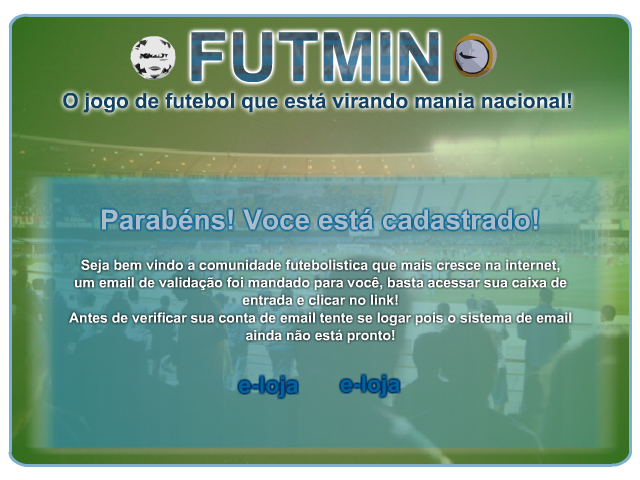 FUTMIN
O jogo de futebol que está virando mania nacional!
Parabéns! Voce está cadastrado!
Seja bem vindo a comunidade futebolistica que mais cresce na internet,
um email de validação foi mandado para você, basta acessar sua caixa de
entrada e clicar no link!
Antes de verificar sua conta de email tente se logar pois o sistema de email
ainda não está pronto!
e-loja e-loja